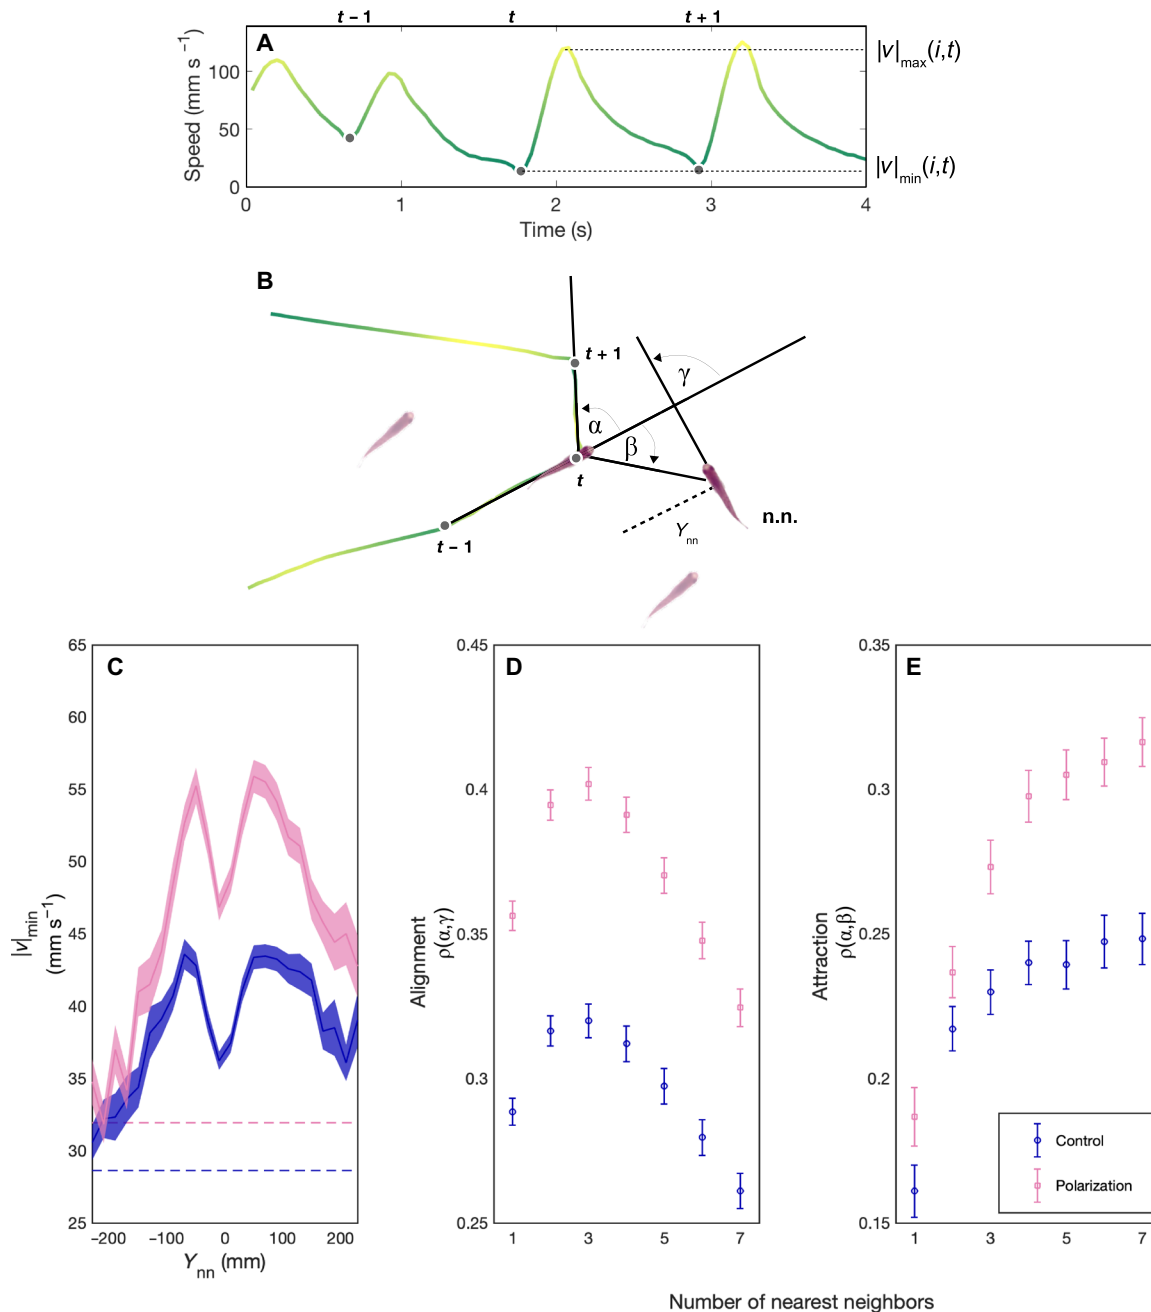 t − 1 t t + 1
A
Speed (mm s −1)
100
50
0
|v|max(i,t)
|v|min(i,t)
0 1 2 3 4
Time (s)
B
t + 1
γ
α
β
t
n.n.
Ynn
t − 1
C
65
60
55
50
45
40
35
30
25
|v|min
(mm s−1)
−200 −100 0 100 200
Ynn (mm)
D
0.45
0.4
0.35
0.3
0.25
Alignment
ρ(α,γ)
1 3 5 7
E
0.35
0.3
0.25
0.2
0.15
Attraction
ρ(α,β)
Control
Polarization
1 3 5 7
Number of nearest neighbors